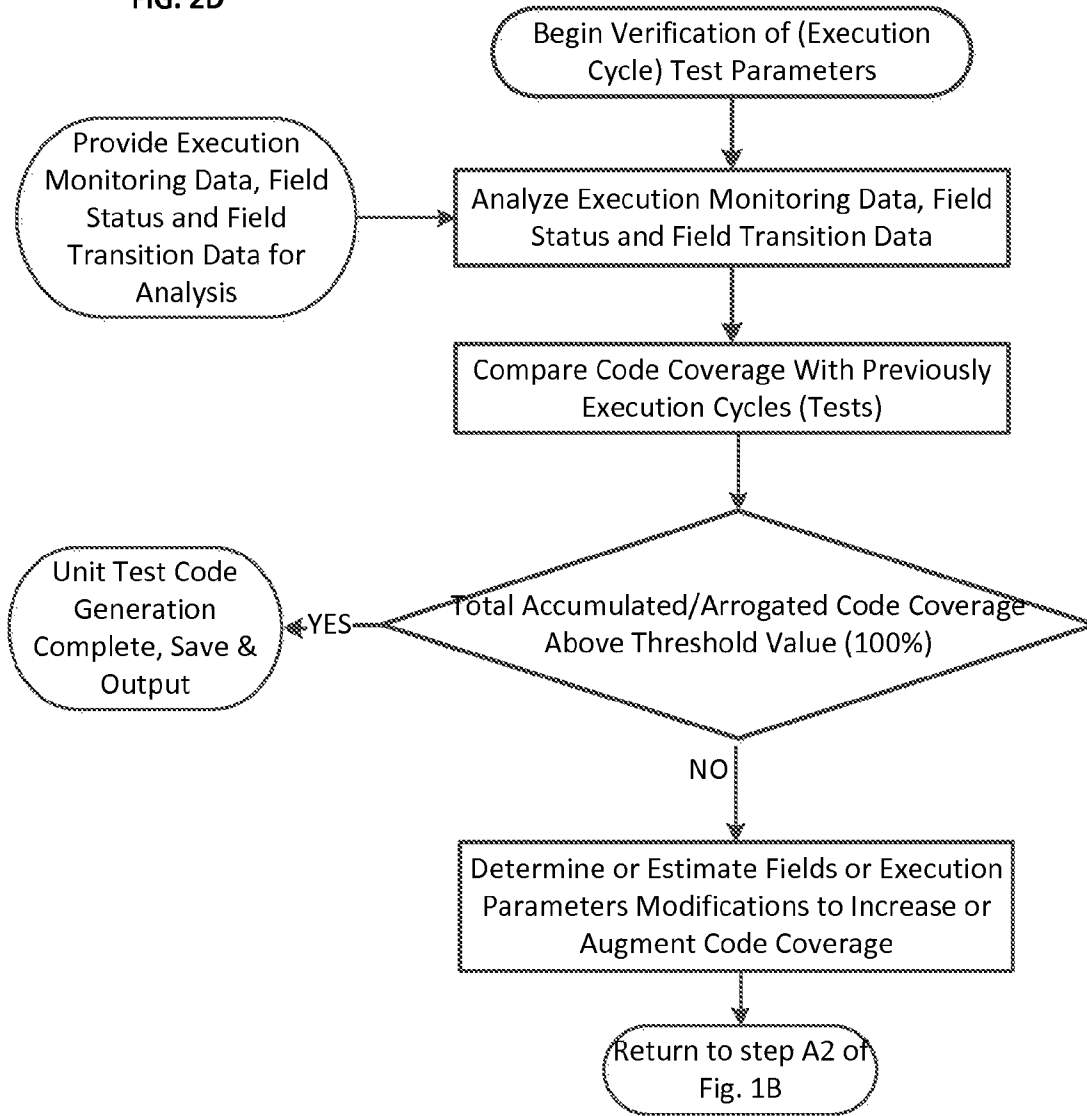 FIG. 2D
Begin Verification of (Execution
Cycle) Test Parameters
Provide Execution
Monitoring Data, Field
Status and Field
Transition Data for
Analysis
Analyze Execution Monitoring Data, Field
Status and Field Transition Data
Compare Code Coverage With Previously
Execution Cycles (Tests)
Total Accumulated/Arrogated Code Coverage
Above Threshold Value (100%)
YES
Unit Test Code
Generation
Complete, Save &
Output
NO
Determine or Estimate Fields or Execution
Parameters Modifications to Increase or
Augment Code Coverage
Return to step A2 of
Fig. 1B